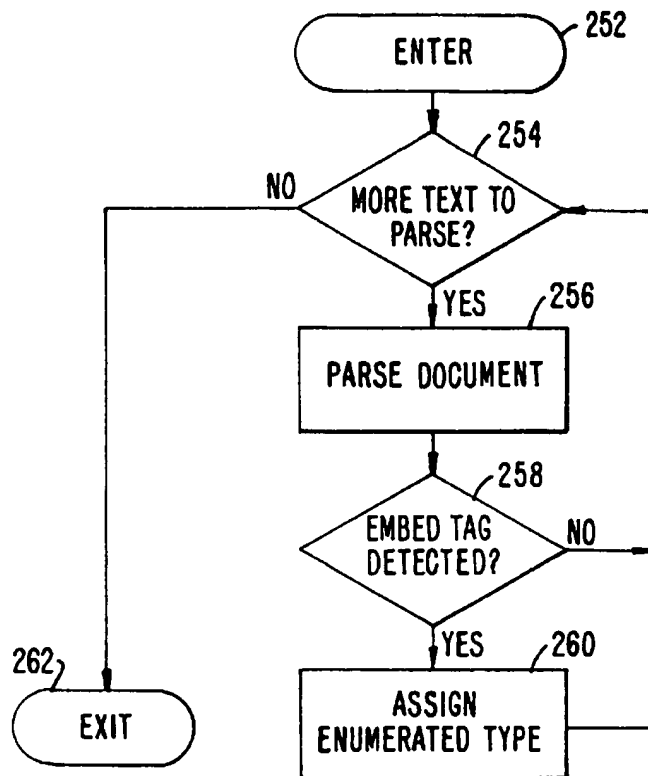 252
ENTER
254
NO
MORE TEXT TO
PARSE?
YES
256
PARSE DOCUMENT
258
EMBED TAG
DETECTED?
NO
YES
260
262
ASSIGN
ENUMERATED TYPE
EXIT